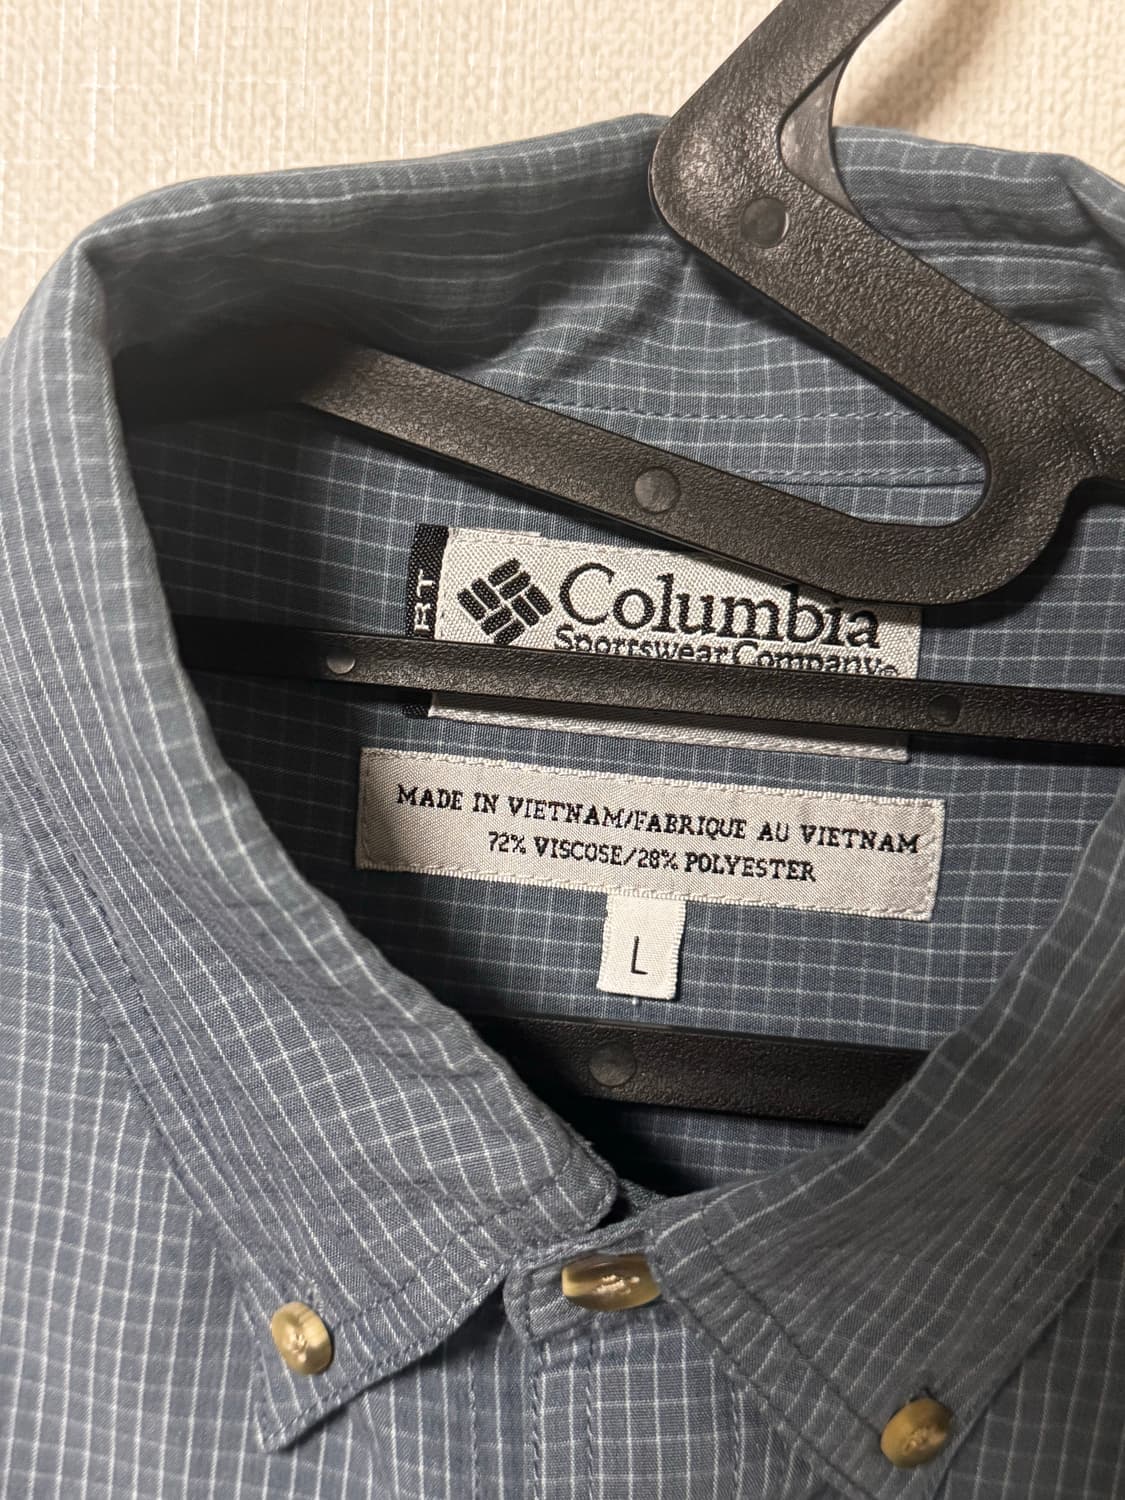 Columbia
Sportswear Company®
MADE IN VIETNAM/FABRIQUE AU VIETNAM
72% VISCOSE/28% POLYESTER
L